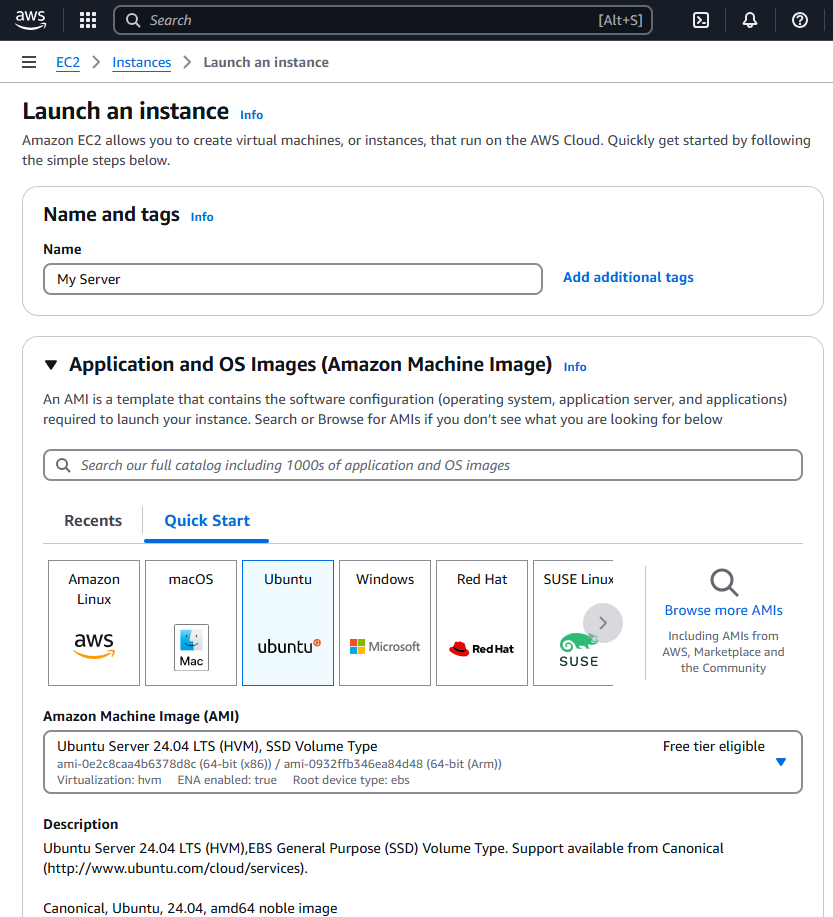 aws
Search [Alt+S]
EC2 > Instances > Launch an instance
Launch an instance Info
Amazon EC2 allows you to create virtual machines, or instances, that run on the AWS Cloud. Quickly get started by following
the simple steps below.
Name and tags Info
Name
My Server
Add additional tags
Application and OS Images (Amazon Machine Image) Info
An AMI is a template that contains the software configuration (operating system, application server, and applications)
required to launch your instance. Search or Browse for AMIs if you don't see what you are looking for below
Search our full catalog including 1000s of application and OS images
Recents
Quick Start
Amazon
Linux
aws
macOS
Mac
Ubuntu
ubuntu
Windows
Microsoft
Red Hat
Red Hat
SUSE Linux
SUSE
Browse more AMIs
Including AMIs from
AWS, Marketplace and
the Community
Amazon Machine Image (AMI)
Ubuntu Server 24.04 LTS (HVM), SSD Volume Type
Free tier eligible
ami-0e2c8caa4b6378d8c (64-bit (x86)) / ami-0932ffb346ea84d48 (64-bit (Arm))
Virtualization: hvm ENA enabled: true Root device type: ebs
Description
Ubuntu Server 24.04 LTS (HVM),EBS General Purpose (SSD) Volume Type. Support available from Canonical
(http://www.ubuntu.com/cloud/services).
Canonical, Ubuntu, 24.04, amd64 noble image